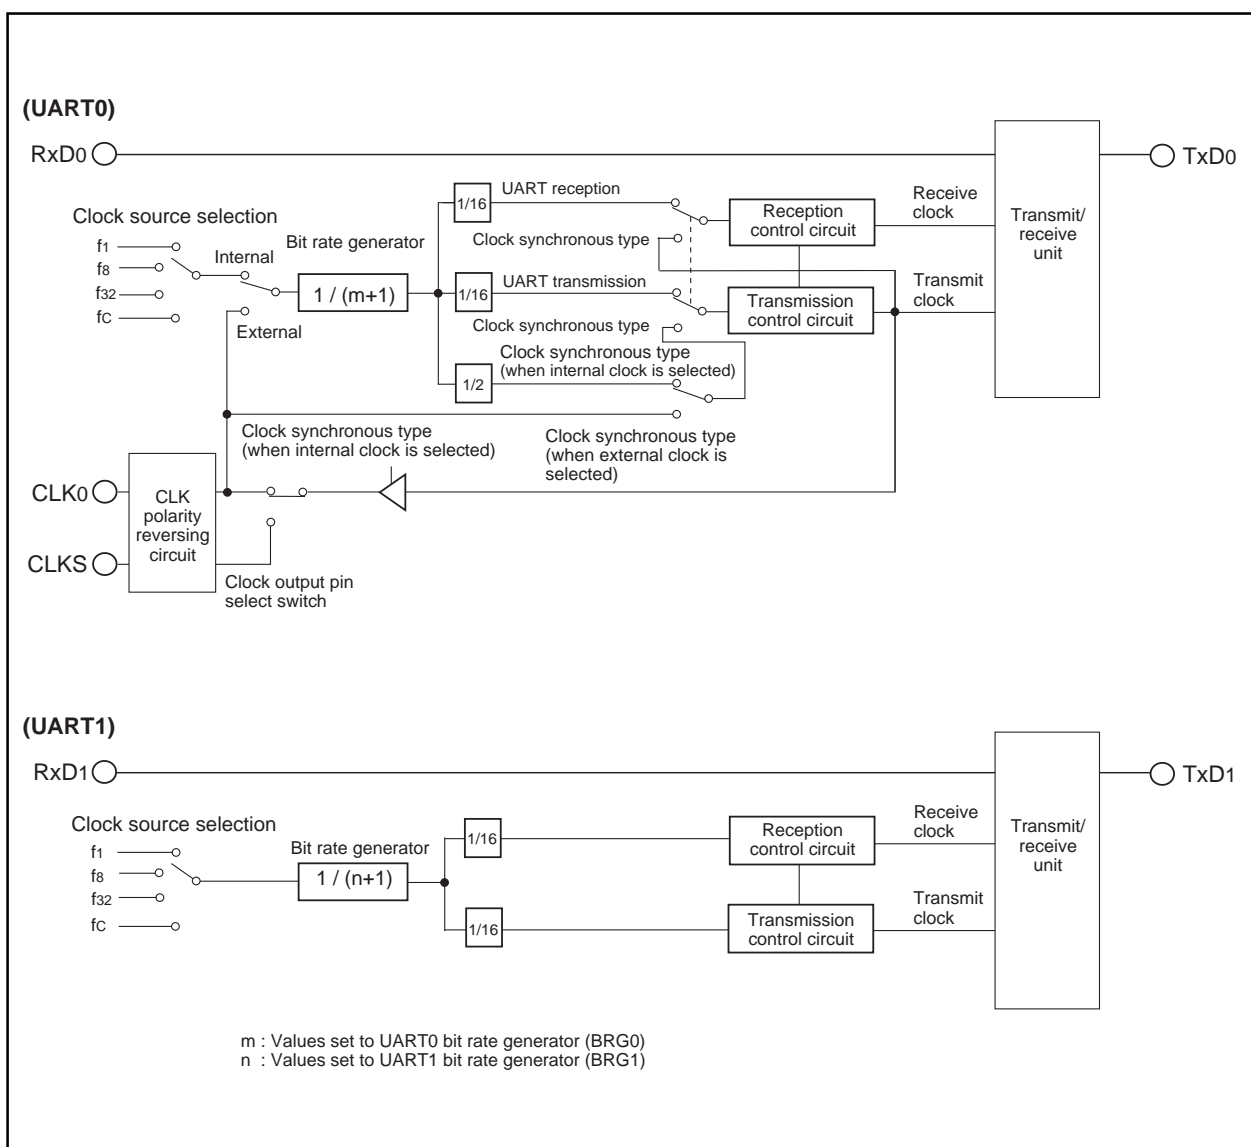 (UART0)
RxD0
TxD0
Clock source selection
f1
f8
f32
fC
Internal
External
Bit rate generator
1 / (m+1)
1/16
UART reception
Clock synchronous type
1/16
UART transmission
Clock synchronous type
Clock synchronous type
(when internal clock is selected)
1/2
Reception
control circuit
Transmission
control circuit
Receive
clock
Transmit
clock
Transmit/
receive
unit
Clock synchronous type
(when internal clock is selected)
Clock synchronous type
(when external clock is
selected)
CLK0
CLKS
CLK
polarity
reversing
circuit
Clock output pin
select switch
(UART1)
RxD1
TxD1
Clock source selection
f1
f8
f32
fC
Bit rate generator
1 / (n+1)
1/16
1/16
Reception
control circuit
Transmission
control circuit
Receive
clock
Transmit
clock
Transmit/
receive
unit
m : Values set to UART0 bit rate generator (BRG0)
n : Values set to UART1 bit rate generator (BRG1)